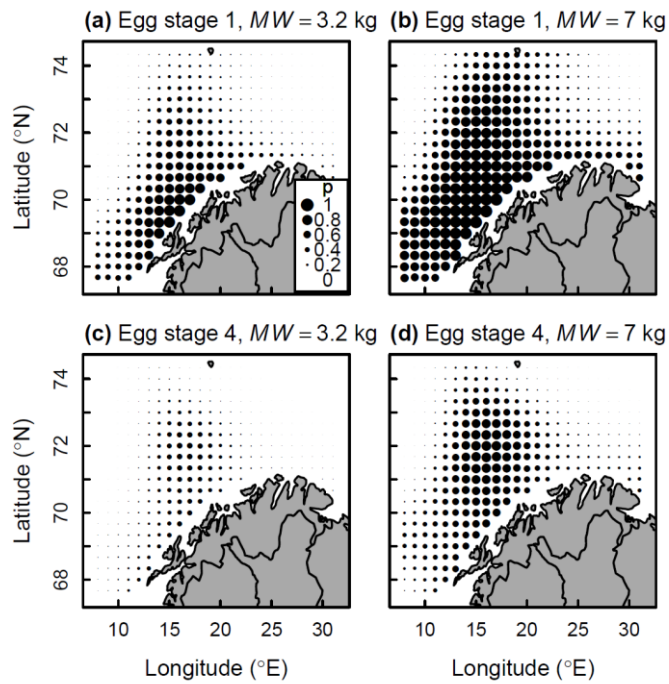 (a) Egg stage 1, MW = 3.2 kg
(b) Egg stage 1, MW = 7 kg
Latitude (°N)
74
72
70
68
p
1
0.8
0.6
0.4
0.2
0
(c) Egg stage 4, MW = 3.2 kg
(d) Egg stage 4, MW = 7 kg
Latitude (°N)
74
72
70
68
10 15 20 25 30
10 15 20 25 30
Longitude (°E)
Longitude (°E)